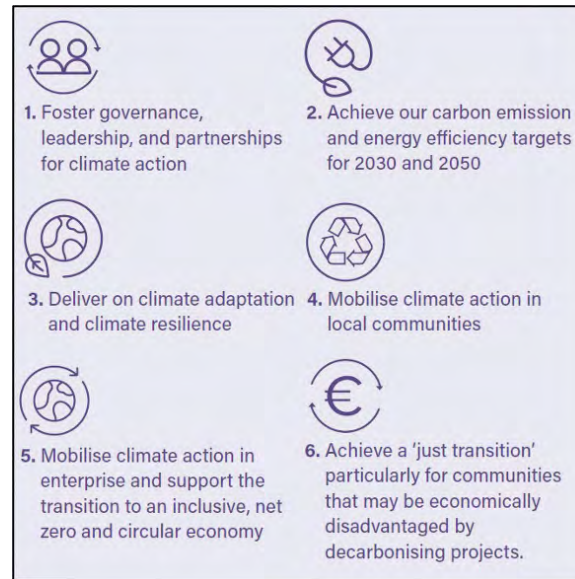 1. Foster governance,
leadership, and partnerships
for climate action
2. Achieve our carbon emission
and energy efficiency targets
for 2030 and 2050
3. Deliver on climate adaptation
and climate resilience
4. Mobilise climate action in
local communities
5. Mobilise climate action in
enterprise and support the
transition to an inclusive, net
zero and circular economy
€
6. Achieve a 'just transition'
particularly for communities
that may be economically
disadvantaged by
decarbonising projects.